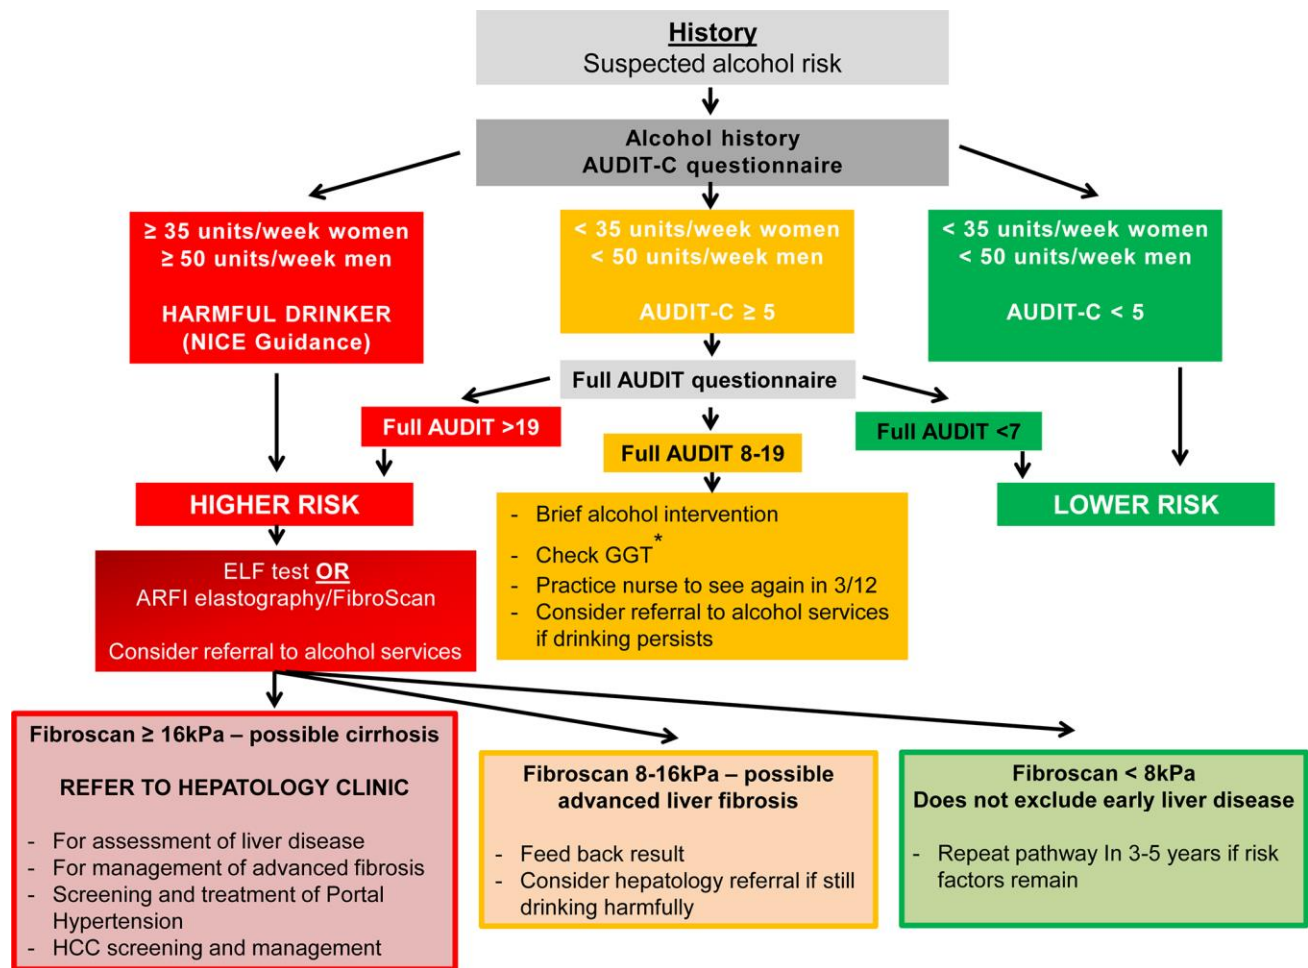 History
Suspected alcohol risk
Alcohol history
AUDIT-C questionnaire
≥ 35 units/week women
≥ 50 units/week men
HARMFUL DRINKER
(NICE Guidance)
< 35 units/week women
< 50 units/week men
AUDIT-C ≥ 5
< 35 units/week women
< 50 units/week men
AUDIT-C < 5
Full AUDIT questionnaire
Full AUDIT >19
Full AUDIT 8-19
Full AUDIT <7
HIGHER RISK
LOWER RISK
- Brief alcohol intervention
- Check GGT*
- Practice nurse to see again in 3/12
- Consider referral to alcohol services
if drinking persists
ELF test OR
ARFI elastography/FibroScan
Consider referral to alcohol services
Fibroscan ≥ 16kPa – possible cirrhosis
REFER TO HEPATOLOGY CLINIC
- For assessment of liver disease
- For management of advanced fibrosis
- Screening and treatment of Portal
Hypertension
- HCC screening and management
Fibroscan 8-16kPa – possible
advanced liver fibrosis
- Feed back result
- Consider hepatology referral if still
drinking harmfully
Fibroscan < 8kPa
Does not exclude early liver disease
- Repeat pathway In 3-5 years if risk
factors remain